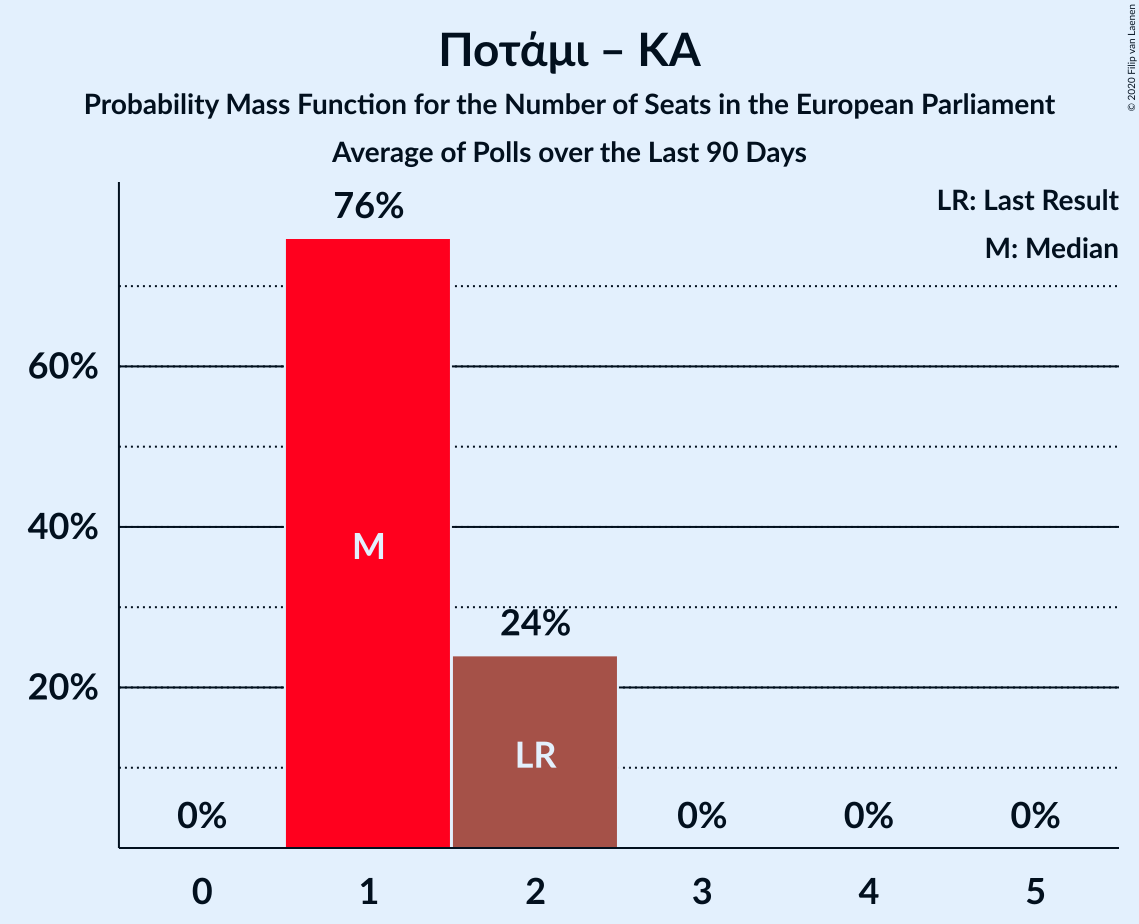 Ποτάμι – ΚΑ
Probability Mass Function for the Number of Seats in the European Parliament
Average of Polls over the Last 90 Days
© 2020 Filip van Laenen
LR: Last Result
M: Median
76%
60%
40%
20%
M
24%
LR
0%
0%
0%
0%
0 1 2 3 4 5